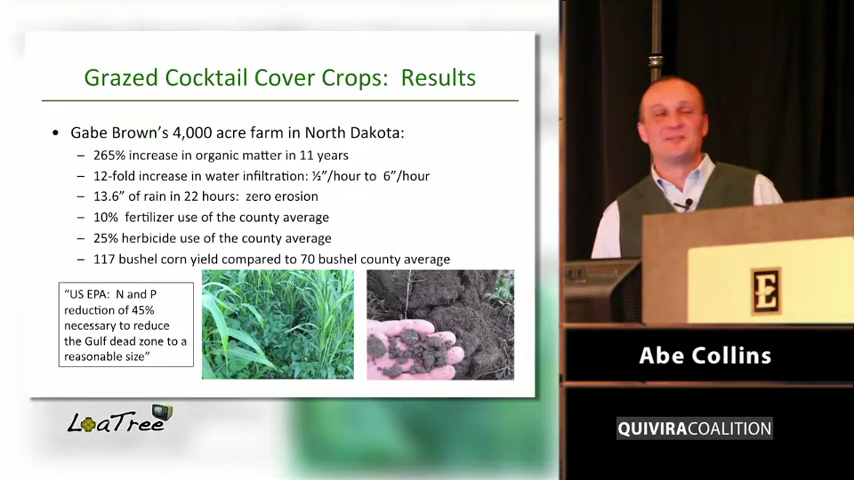 Grazed Cocktail Cover Crops: Results
• Gabe Brown's 4,000 acre farm in North Dakota:
– 265% increase in organic matter in 11 years
– 12-fold increase in water infiltration: ½"/hour to 6"/hour
– 13.6" of rain in 22 hours: zero erosion
– 10% fertilizer use of the county average
– 25% herbicide use of the county average
– 117 bushel corn yield compared to 70 bushel county average
"US EPA: N and P
reduction of 45%
necessary to reduce
the Gulf dead zone to a
reasonable size"
LoaTree
E
Abe Collins
QUIVIRACOALITION